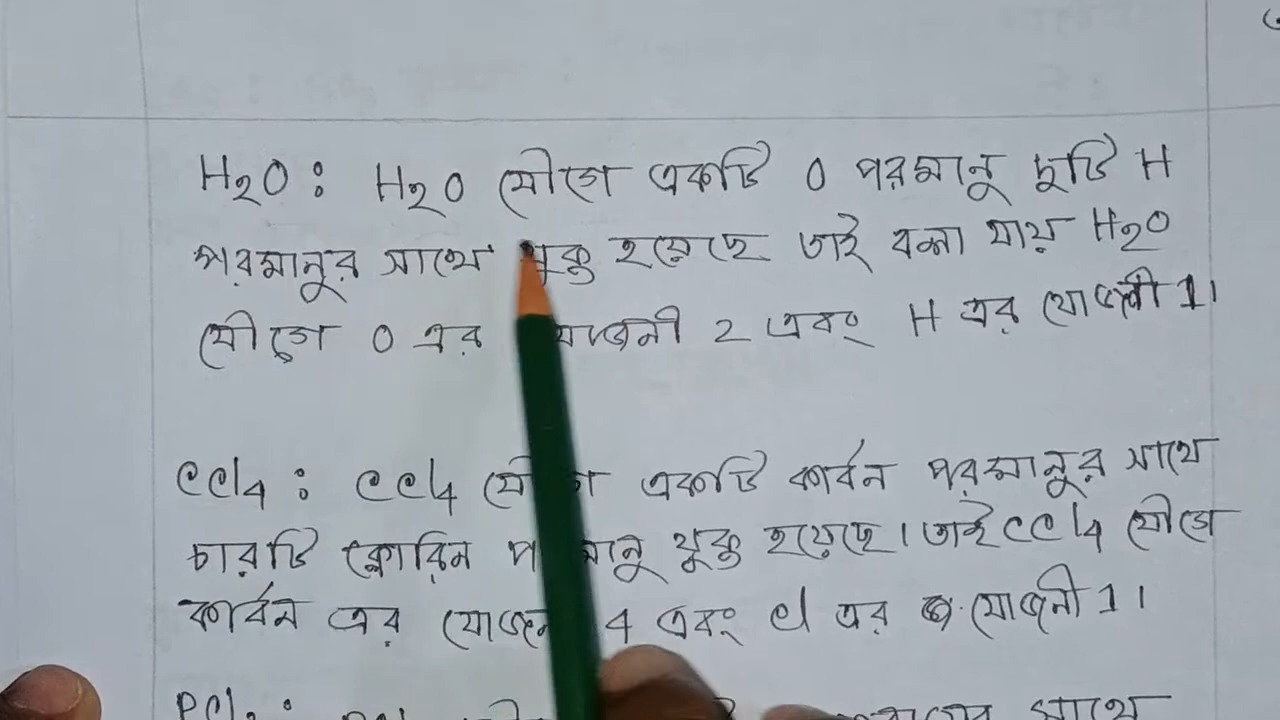 H₂O : H₂O যৌগে একটি O পরমানু দুটি H
পরমানুর সাথে যুক্ত হয়েছে তাই বলা যায় H₂O
যৌগে O এর যোজনী 2 এবং H এর যোজনী 1।
CCl₄ : CCl₄ যৌগে একটি কার্বন পরমানুর সাথে
চারটি ক্লোরিন পরমানু যুক্ত হয়েছে। তাই CCl₄ যৌগে
কার্বন এর যোজনী 4 এবং Cl এর যোজনী 1।
সাথে